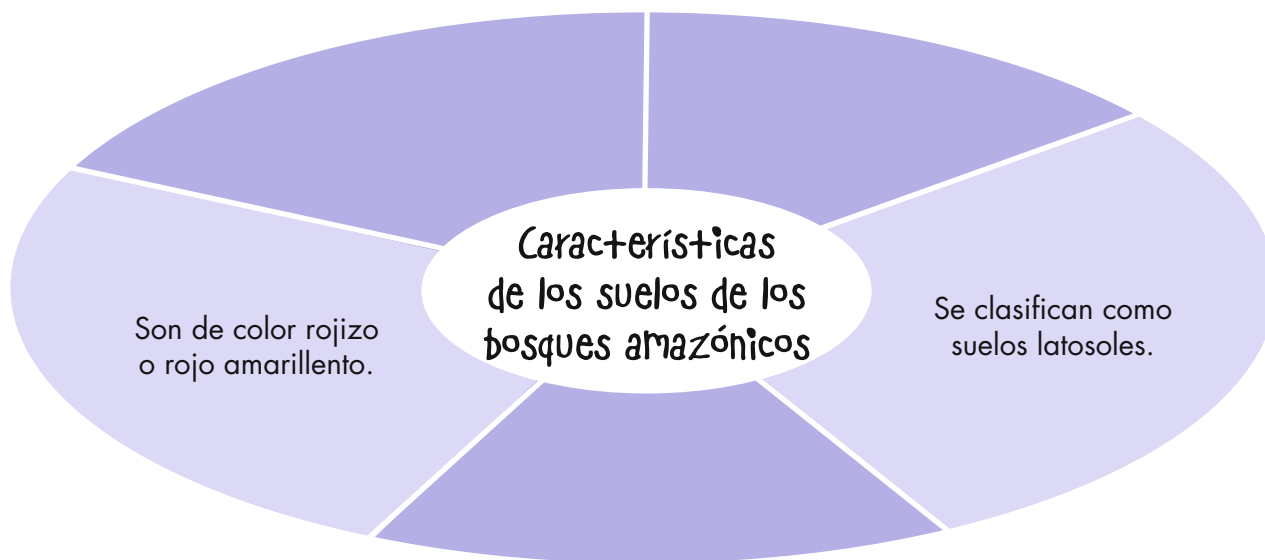 Características
de los suelos de los
bosques amazónicos
Son de color rojizo
o rojo amarillento.
Se clasifican como
suelos latosoles.